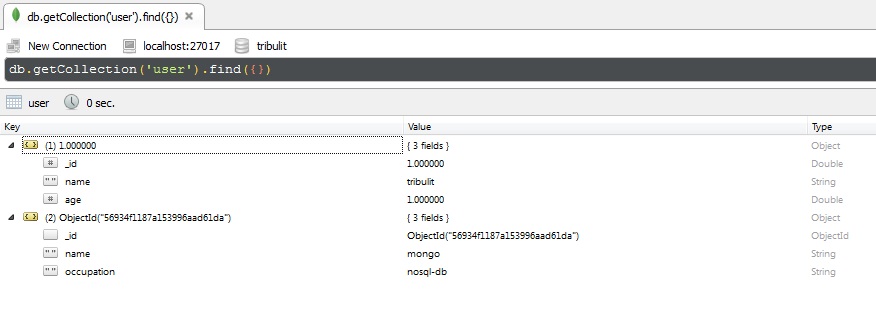 db.getCollection('user').find({}) ×
New Connection localhost:27017 tribulit
db.getCollection('user').find({})
user 0 sec.
Key Value Type
(1) 1.000000 { 3 fields } Object
# _id 1.000000 Double
" " name tribulit String
# age 1.000000 Double
(2) ObjectId("56934f1187a153996aad61da") { 3 fields } Object
_id ObjectId("56934f1187a153996aad61da") ObjectId
" " name mongo String
" " occupation nosql-db String